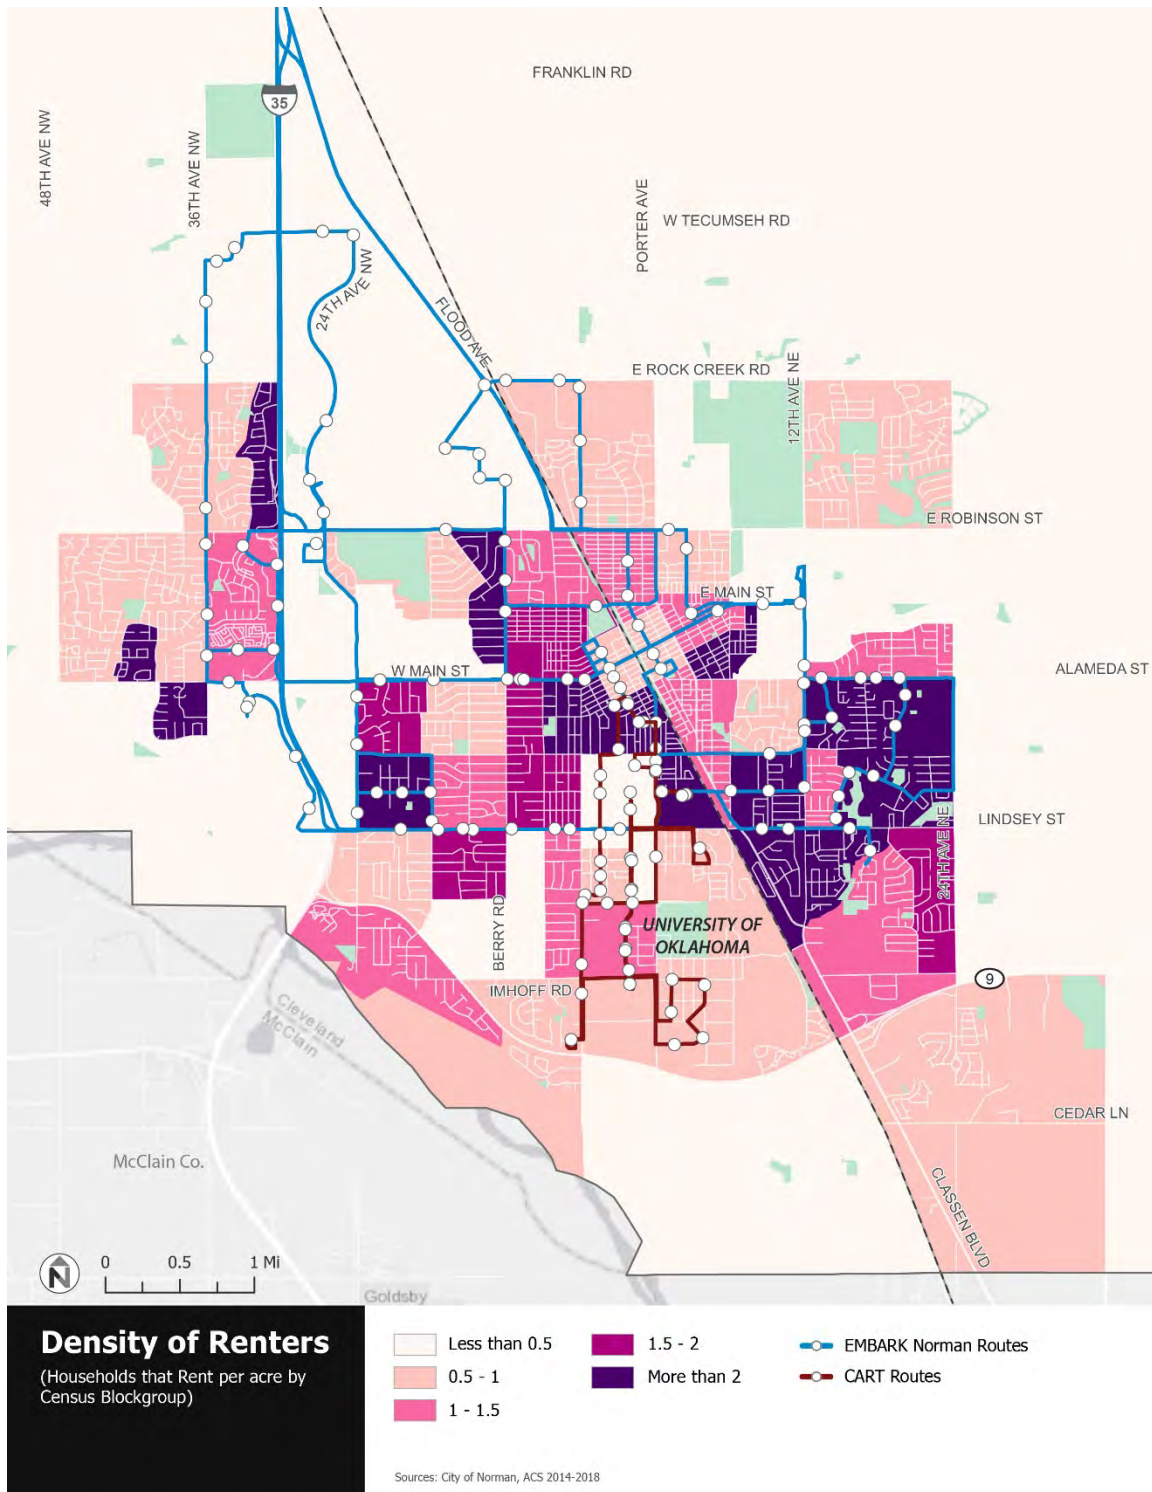 FRANKLIN RD
35
48TH AVE NW
36TH AVE NW
PORTER AVE
W TECUMSEH RD
24TH AVE NW
FLOOD AVE
E ROCK CREEK RD
12TH AVE NE
E ROBINSON ST
E MAIN ST
W MAIN ST
ALAMEDA ST
LINDSEY ST
24TH AVE NE
BERRY RD
UNIVERSITY OF
OKLAHOMA
IMHOFF RD
9
Cleveland
McClain
CEDAR LN
McClain Co.
CLASSEN BLVD
N
0 0.5 1 Mi
Goldsby
Density of Renters
(Households that Rent per acre by
Census Blockgroup)
Less than 0.5
0.5 - 1
1 - 1.5
1.5 - 2
More than 2
EMBARK Norman Routes
CART Routes
Sources: City of Norman, ACS 2014-2018